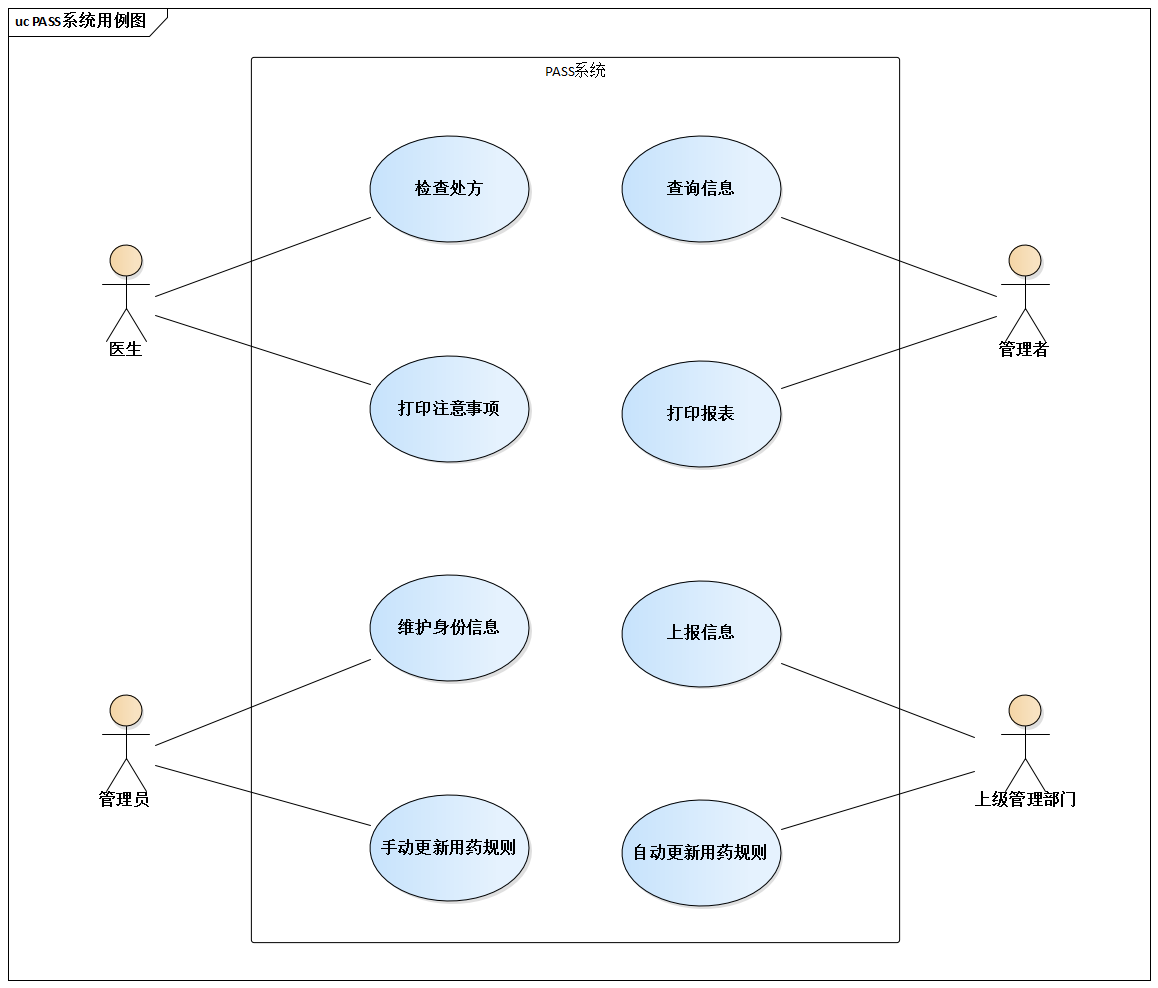 uc PASS系统用例图
PASS系统
检查处方
查询信息
医生
管理者
打印注意事项
打印报表
维护身份信息
上报信息
管理员
上级管理部门
手动更新用药规则
自动更新用药规则